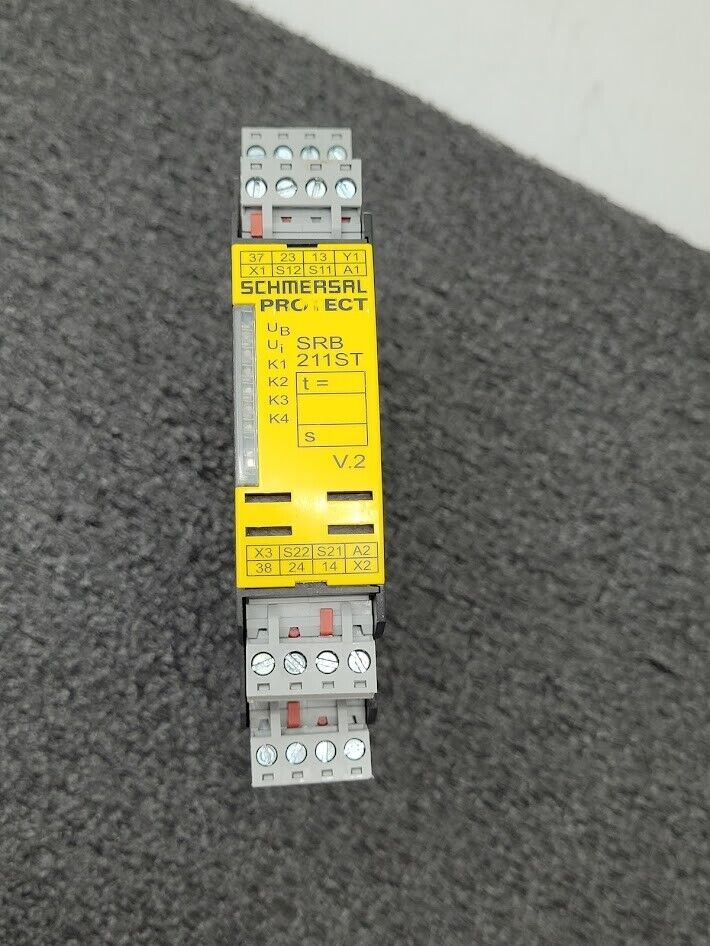 37 23 13 Y1
X1 S12 S11 A1
SCHMERSAL
PROTECT
UB
Ui
K1
K2
K3
K4
SRB
211ST
t =
s
V.2
X3 S22 S21 A2
38 24 14 X2